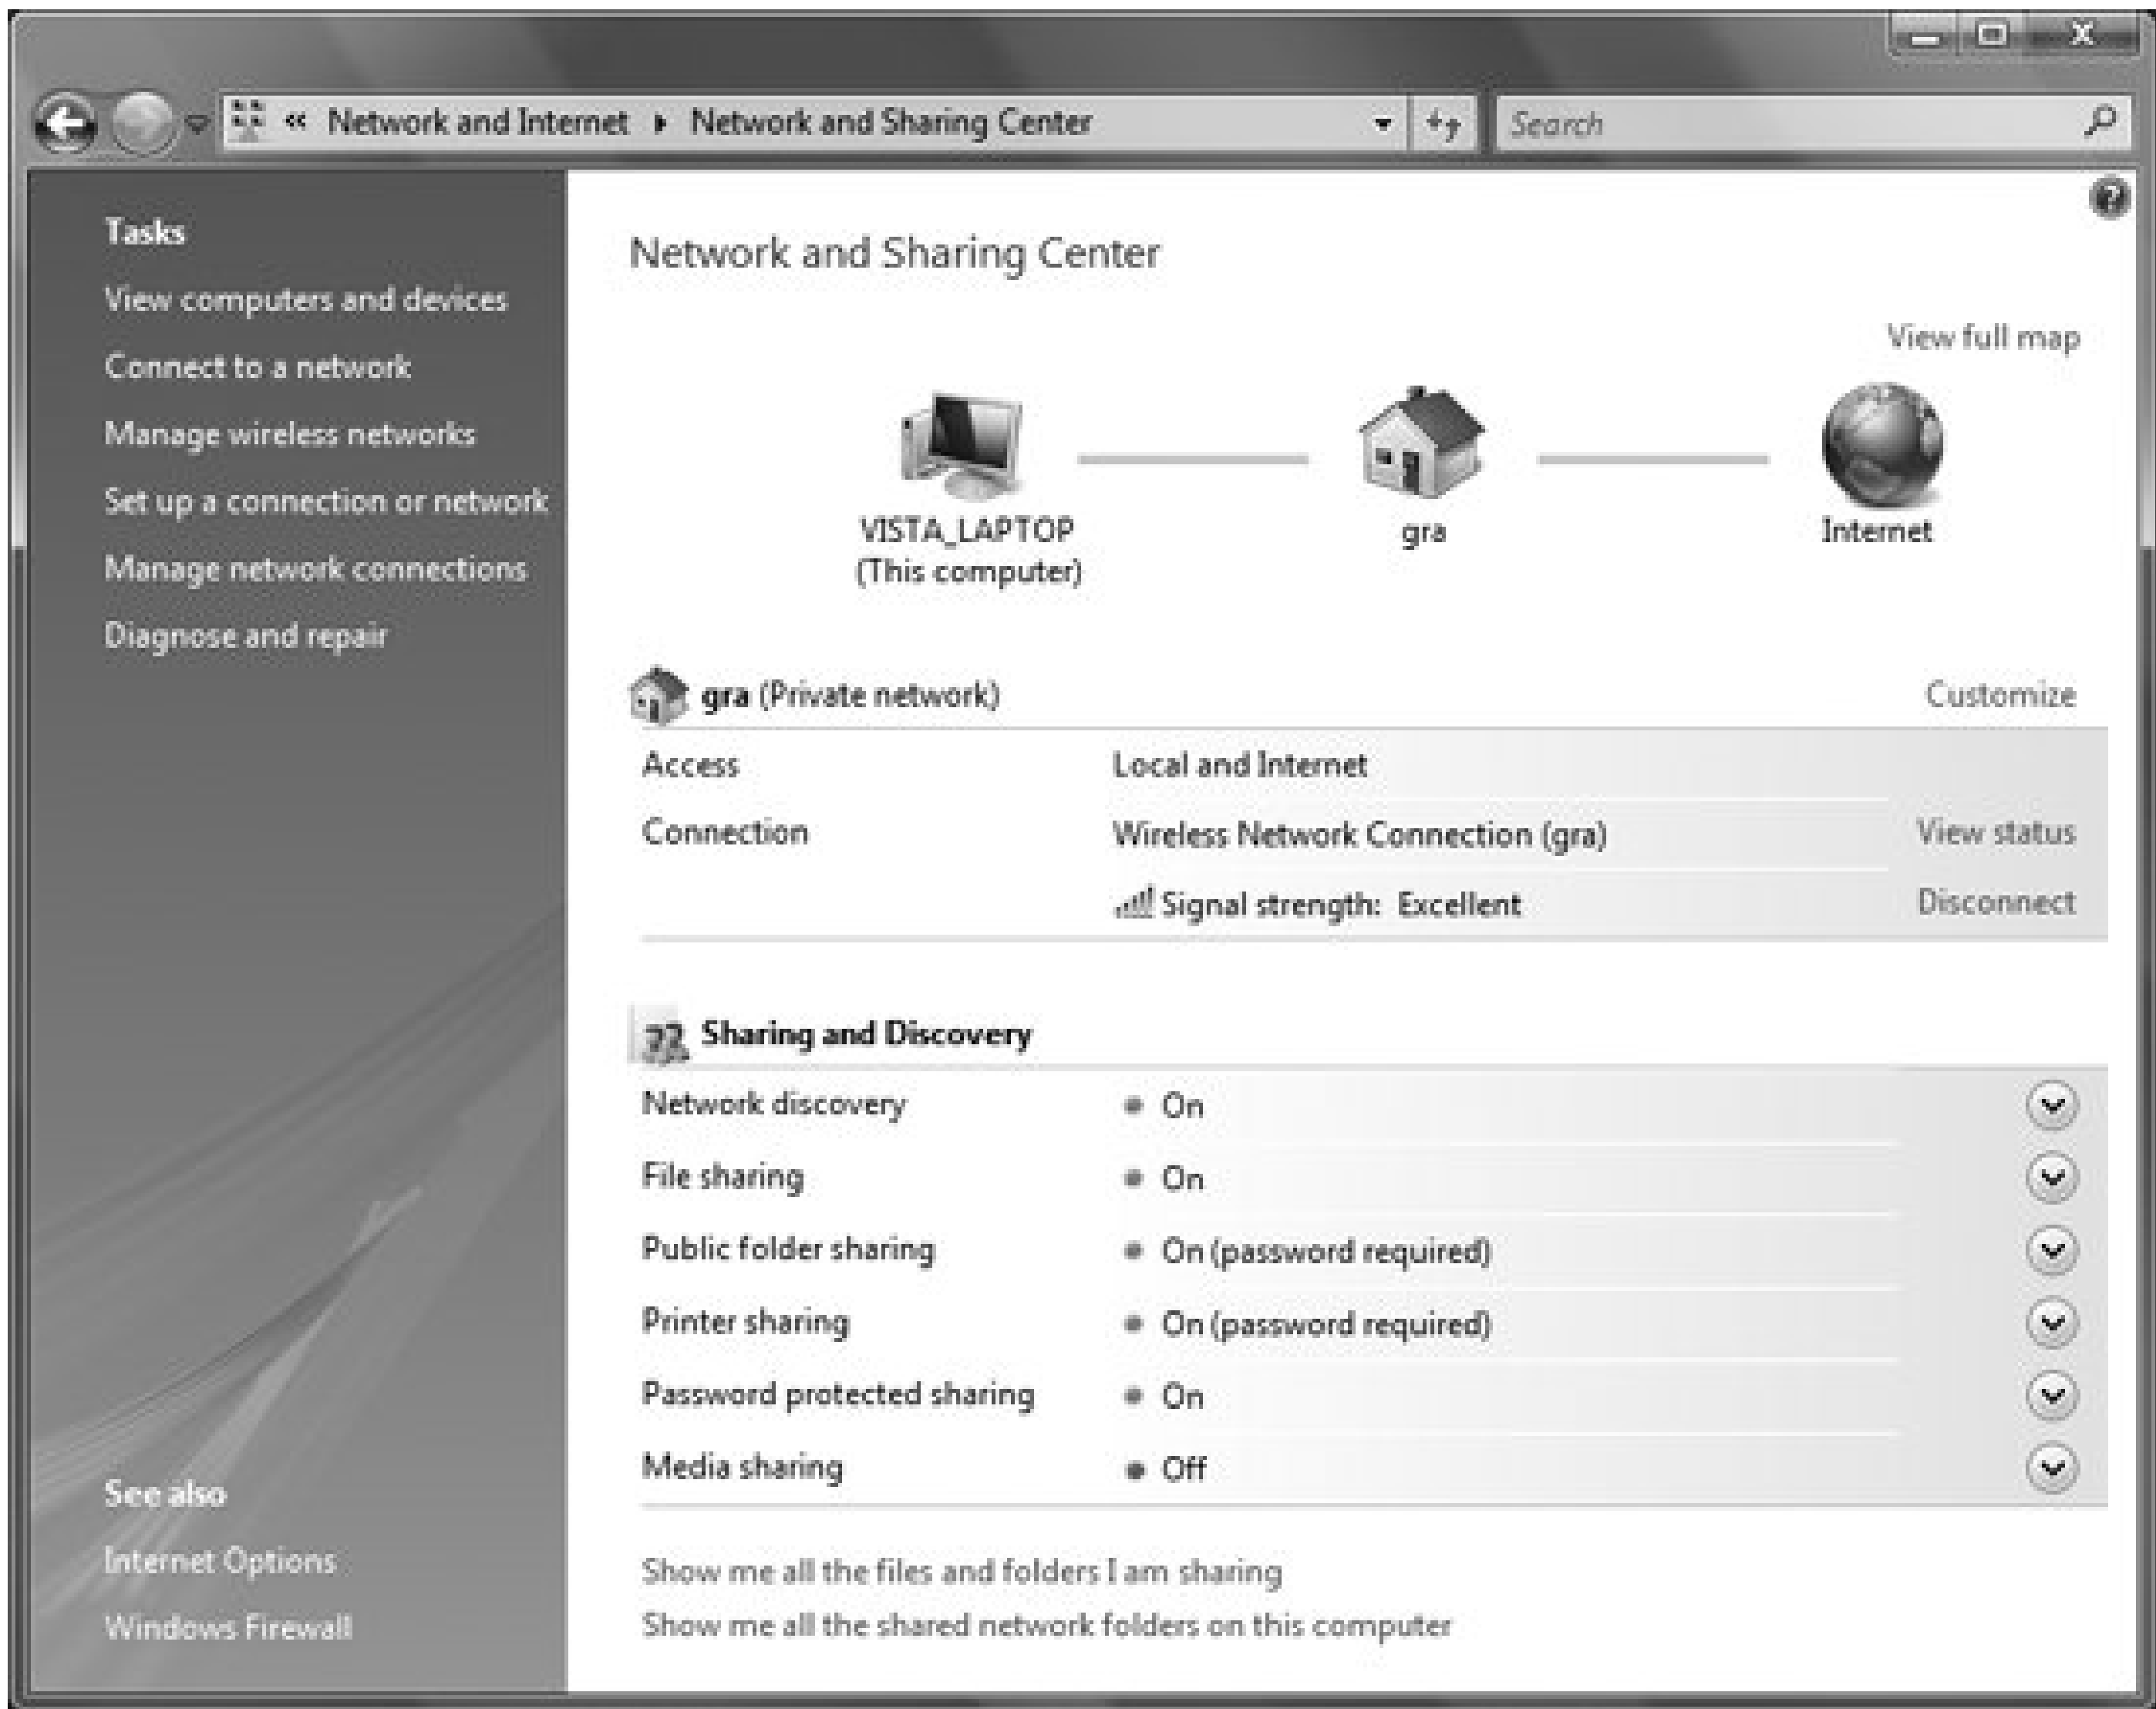 « Network and Internet ▸ Network and Sharing Center
Search
Tasks
View computers and devices
Connect to a network
Manage wireless networks
Set up a connection or network
Manage network connections
Diagnose and repair
See also
Internet Options
Windows Firewall
Network and Sharing Center
View full map
VISTA_LAPTOP
(This computer)
gra
Internet
gra (Private network) Customize
Access Local and Internet
Connection Wireless Network Connection (gra) View status
Signal strength: Excellent Disconnect
Sharing and Discovery
Network discovery On
File sharing On
Public folder sharing On (password required)
Printer sharing On (password required)
Password protected sharing On
Media sharing Off
Show me all the files and folders I am sharing
Show me all the shared network folders on this computer